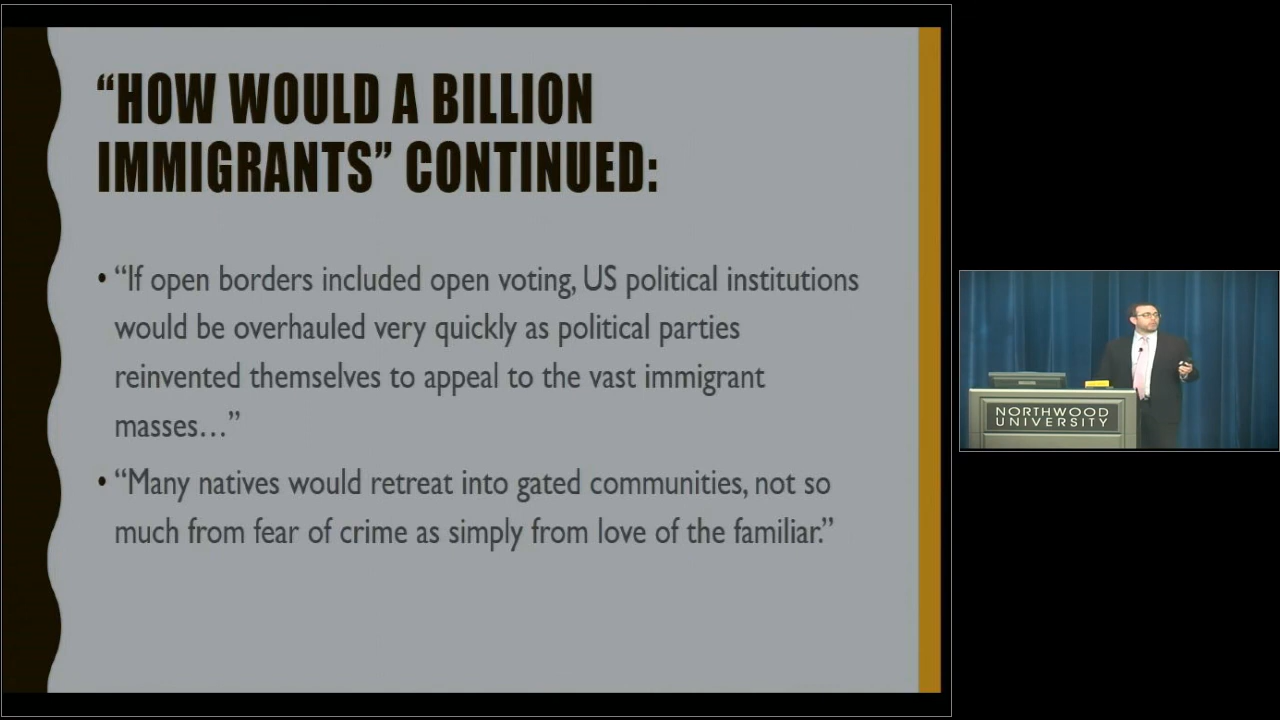 “HOW WOULD A BILLION
IMMIGRANTS” CONTINUED:
• “If open borders included open voting, US political institutions
would be overhauled very quickly as political parties
reinvented themselves to appeal to the vast immigrant
masses…”
• “Many natives would retreat into gated communities, not so
much from fear of crime as simply from love of the familiar.”
NORTHWOOD
UNIVERSITY